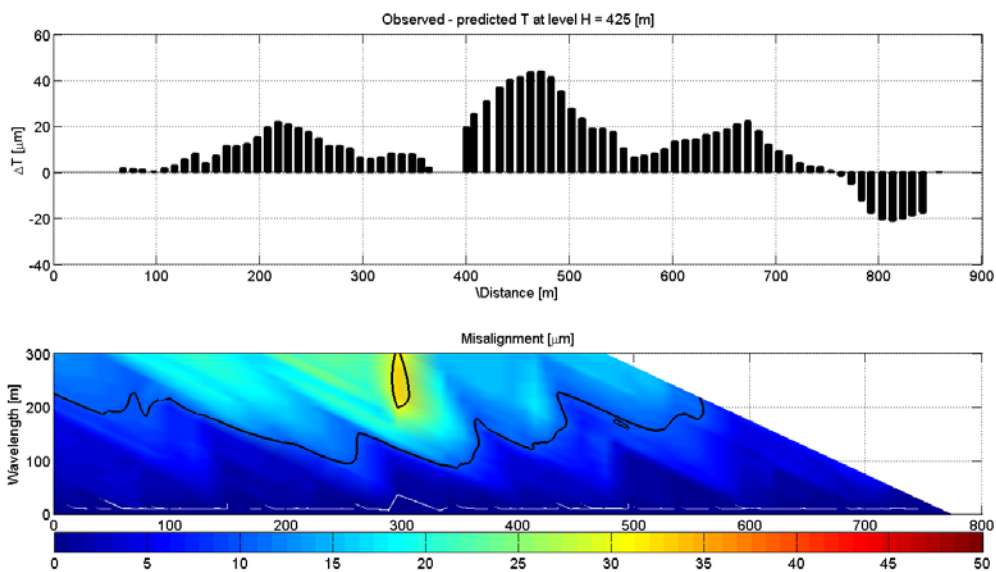 Observed - predicted T at level H = 425 [m]
60
40
20
0
-20
-40
ΔT [μm]
0 100 200 300 400 500 600 700 800 900
\Distance [m]
Misalignment [μm]
300
200
100
0
Wavelength [m]
0 100 200 300 400 500 600 700 800
0 5 10 15 20 25 30 35 40 45 50